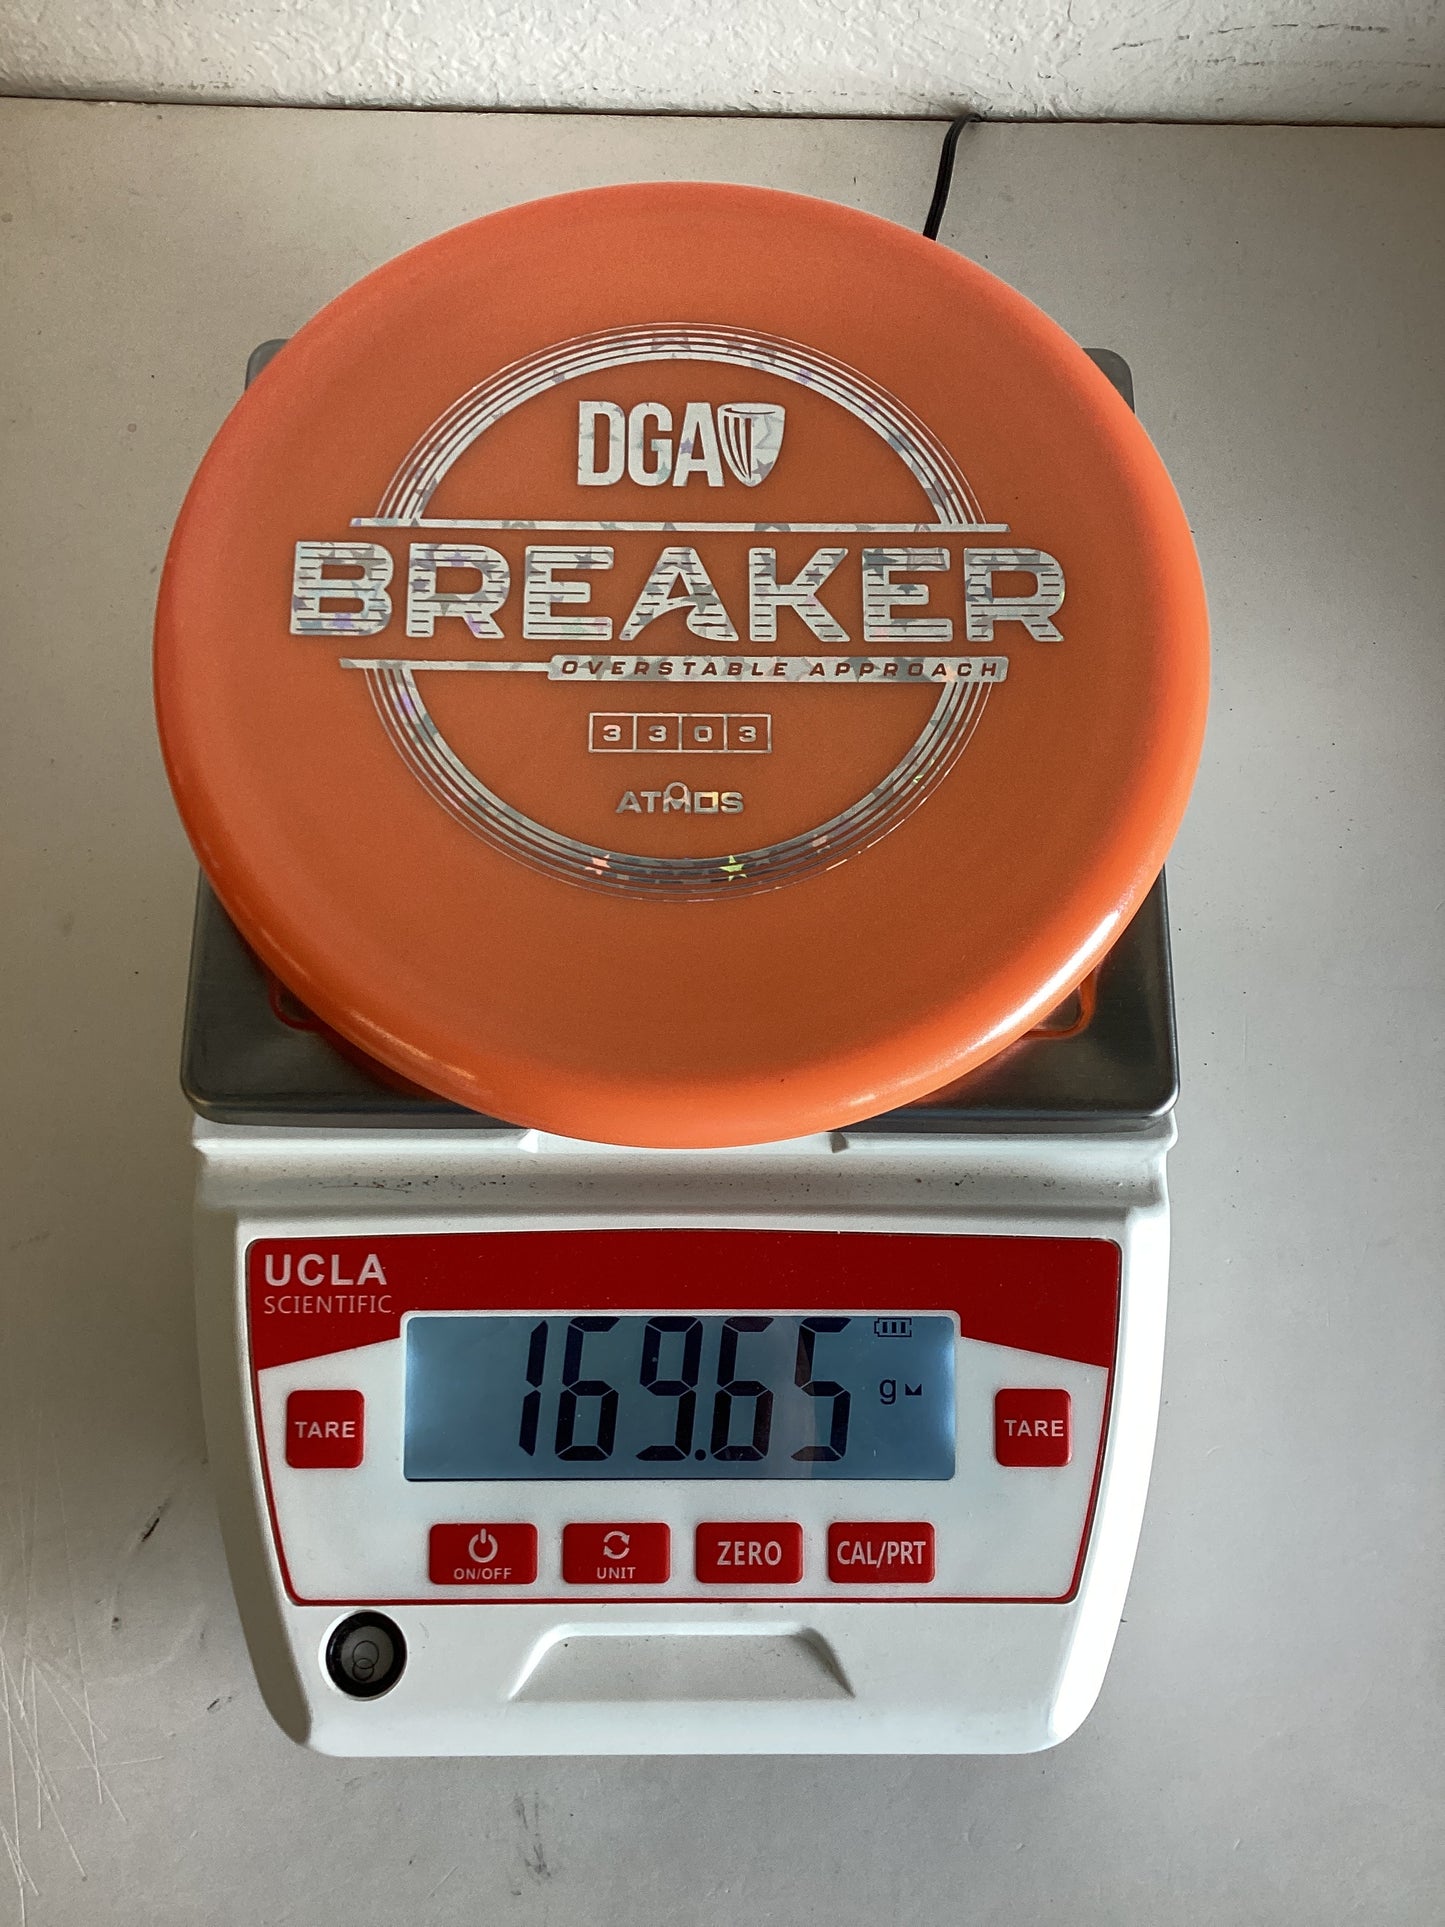 DGA
BREAKER
OVERSTABLE APPROACH
3 3 0 3
ATMOS
UCLA
SCIENTIFIC
169.65 g
TARE
TARE
ON/OFF
UNIT
ZERO
CAL/PRT